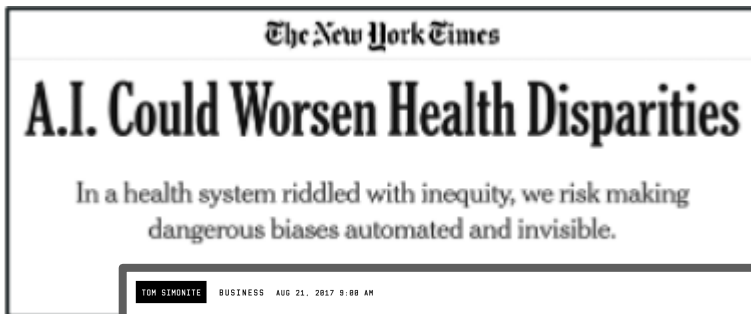 The New York Times
A.I. Could Worsen Health Disparities
In a health system riddled with inequity, we risk making
dangerous biases automated and invisible.
TOM SIMONITE BUSINESS AUG 21, 2017 9:00 AM